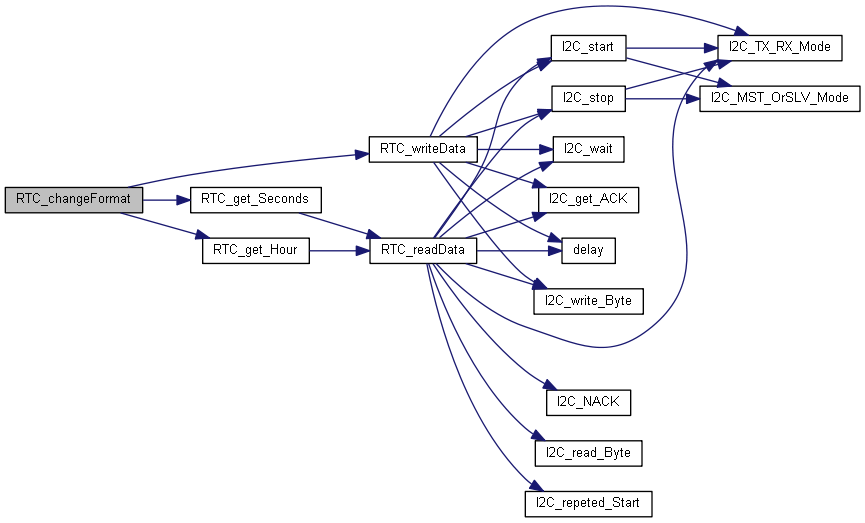 RTC_changeFormat
RTC_writeData
RTC_get_Seconds
RTC_get_Hour
RTC_readData
I2C_start
I2C_stop
I2C_wait
I2C_get_ACK
delay
I2C_write_Byte
I2C_NACK
I2C_read_Byte
I2C_repeted_Start
I2C_TX_RX_Mode
I2C_MST_OrSLV_Mode